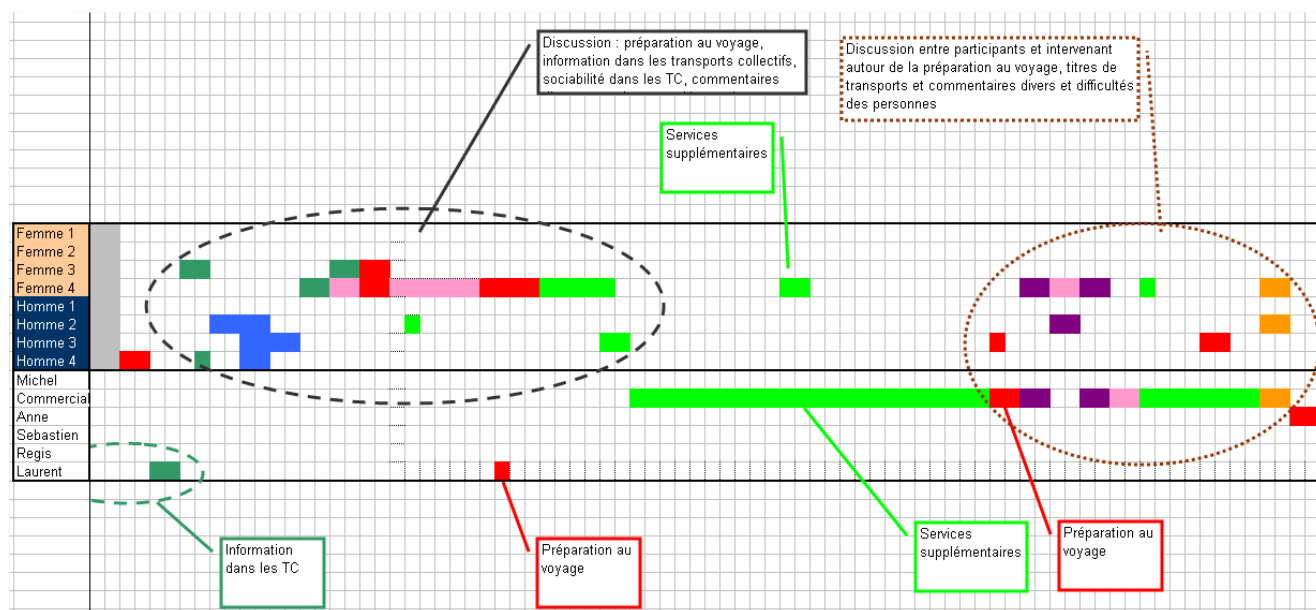 Discussion : préparation au voyage,
information dans les transports collectifs,
sociabilité dans les TC, commentaires
Discussion entre participants et intervenant
autour de la préparation au voyage, titres de
transports et commentaires divers et difficultés
des personnes
Services
supplémentaires
Femme 1
Femme 2
Femme 3
Femme 4
Homme 1
Homme 2
Homme 3
Homme 4
Michel
Commercial
Anne
Sebastien
Regis
Laurent
Information
dans les TC
Préparation au
voyage
Services
supplémentaires
Préparation au
voyage